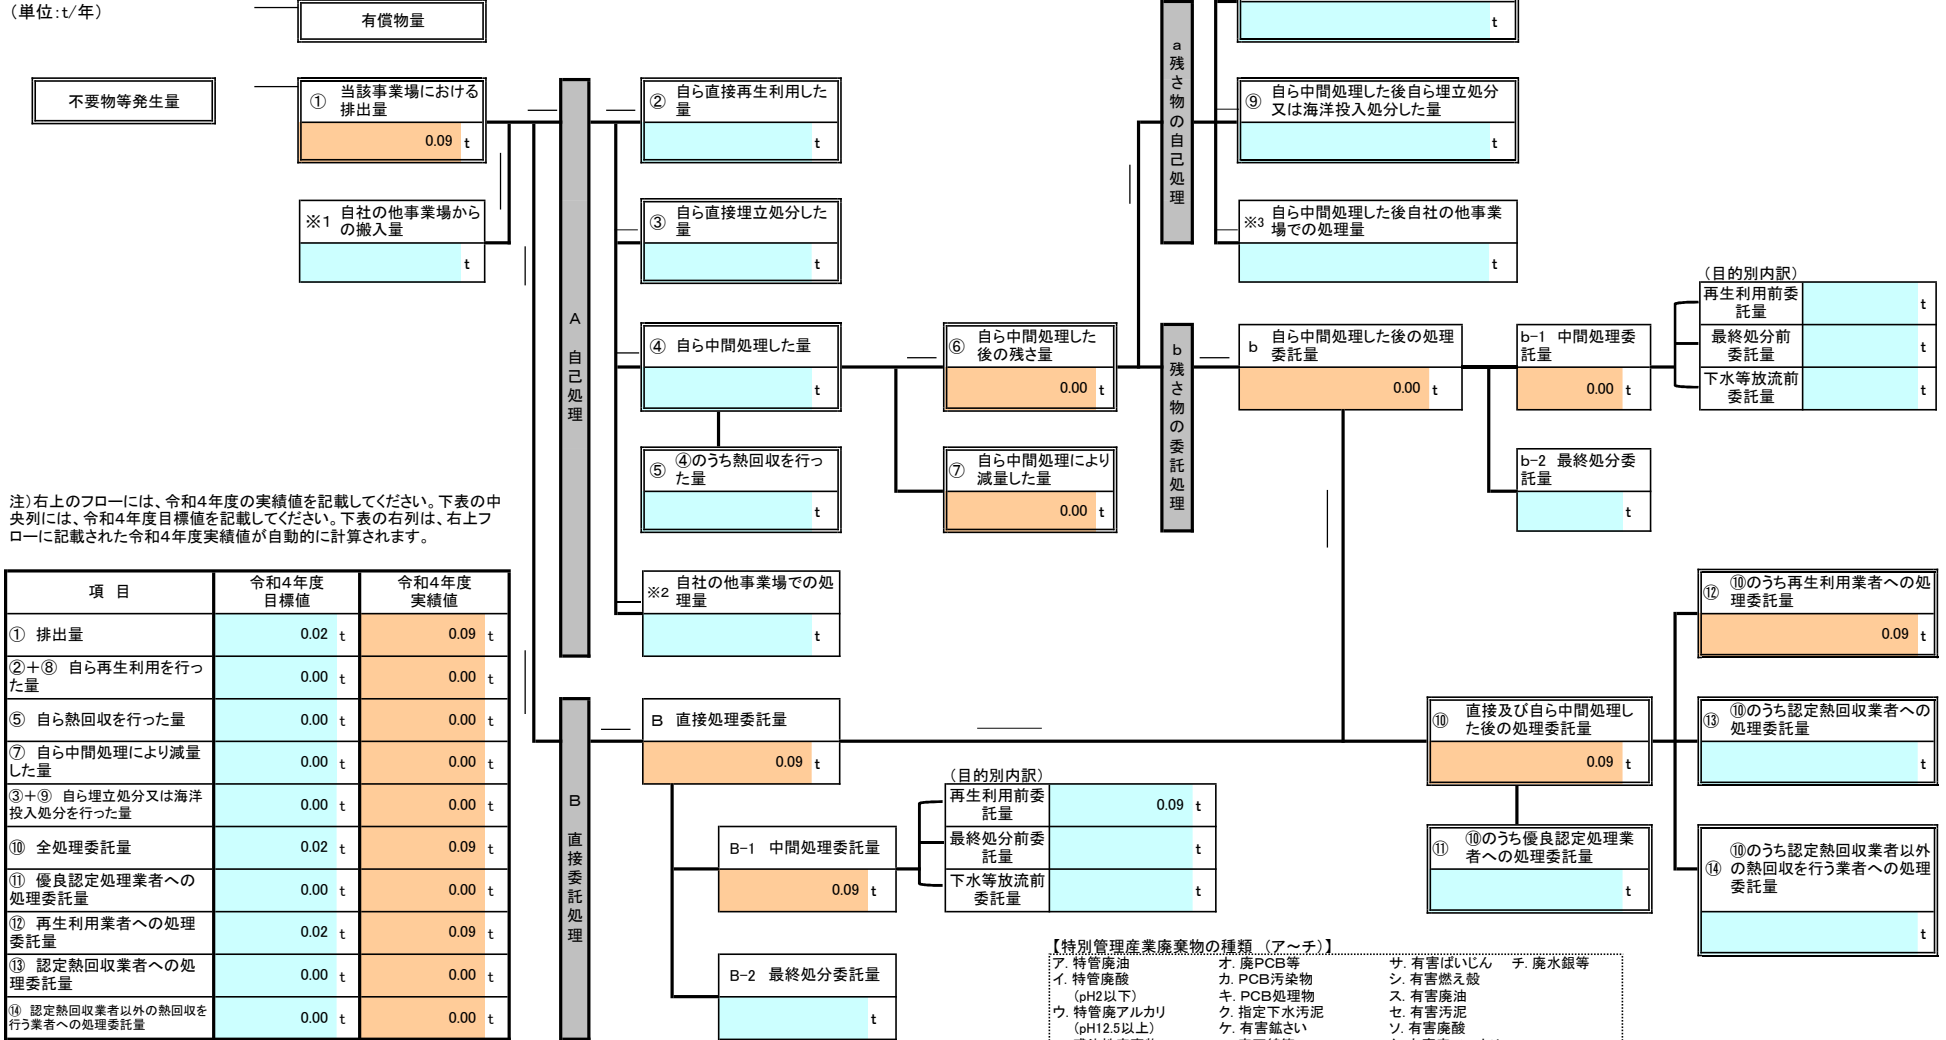 (単位:t/年)
有償物量
不要物等発生量
① 当該事業場における
排出量
0.09 t
※1 自社の他事業場から
の搬入量
t
A 自己処理
② 自ら直接再生利用した
量
t
③ 自ら直接埋立処分した
量
t
④ 自ら中間処理した量
t
⑤ ④のうち熱回収を行っ
た量
t
※2 自社の他事業場での処
理量
t
⑥ 自ら中間処理した
後の残さ量
0.00 t
⑦ 自ら中間処理により
減量した量
0.00 t
a 残さ物の自己処理
t
⑨ 自ら中間処理した後自ら埋立処分
又は海洋投入処分した量
t
※3 自ら中間処理した後自社の他事業
場での処理量
t
b 残さ物の委託処理
b 自ら中間処理した後の処理
委託量
0.00 t
b-1 中間処理委
託量
0.00 t
b-2 最終処分委
託量
t
(目的別内訳)
再生利用前委
託量
t
最終処分前
委託量
t
下水等放流前
委託量
t
注)右上のフローには、令和4年度の実績値を記載してください。下表の中
央列には、令和4年度目標値を記載してください。下表の右列は、右上フ
ローに記載された令和4年度実績値が自動的に計算されます。
項 目 令和4年度 目標値 令和4年度 実績値
① 排出量 0.02 t 0.09 t
②+⑧ 自ら再生利用を行っ
た量 0.00 t 0.00 t
⑤ 自ら熱回収を行った量 0.00 t 0.00 t
⑦ 自ら中間処理により減量
した量 0.00 t 0.00 t
③+⑨ 自ら埋立処分又は海洋
投入処分を行った量 0.00 t 0.00 t
⑩ 全処理委託量 0.02 t 0.09 t
⑪ 優良認定処理業者への
処理委託量 0.00 t 0.00 t
⑫ 再生利用業者への処理
委託量 0.02 t 0.09 t
⑬ 認定熱回収業者への処
理委託量 0.00 t 0.00 t
⑭ 認定熱回収業者以外の熱回収を
行う業者への処理委託量 0.00 t 0.00 t
B 直接委託処理
B 直接処理委託量
0.09 t
B-1 中間処理委託量
0.09 t
B-2 最終処分委託量
t
(目的別内訳)
再生利用前委
託量
0.09 t
最終処分前委
託量
t
下水等放流前
委託量
t
⑩ 直接及び自ら中間処理し
た後の処理委託量
0.09 t
⑪ ⑩のうち優良認定処理業
者への処理委託量
t
⑫ ⑩のうち再生利用業者への処
理委託量
0.09 t
⑬ ⑩のうち認定熱回収業者への
処理委託量
t
⑭ ⑩のうち認定熱回収業者以外
の熱回収を行う業者への処理
委託量
t
【特別管理産業廃棄物の種類 (ア～チ)】
ア. 特管廃油 オ. 廃PCB等 サ. 有害ばいじん チ. 廃水銀等
イ. 特管廃酸 カ. PCB汚染物 シ. 有害燃え殻
(pH2以下) キ. PCB処理物 ス. 有害廃油
ウ. 特管廃アルカリ ク. 指定下水汚泥 セ. 有害汚泥
(pH12.5以上) ケ. 有害鉱さい ソ. 有害廃酸